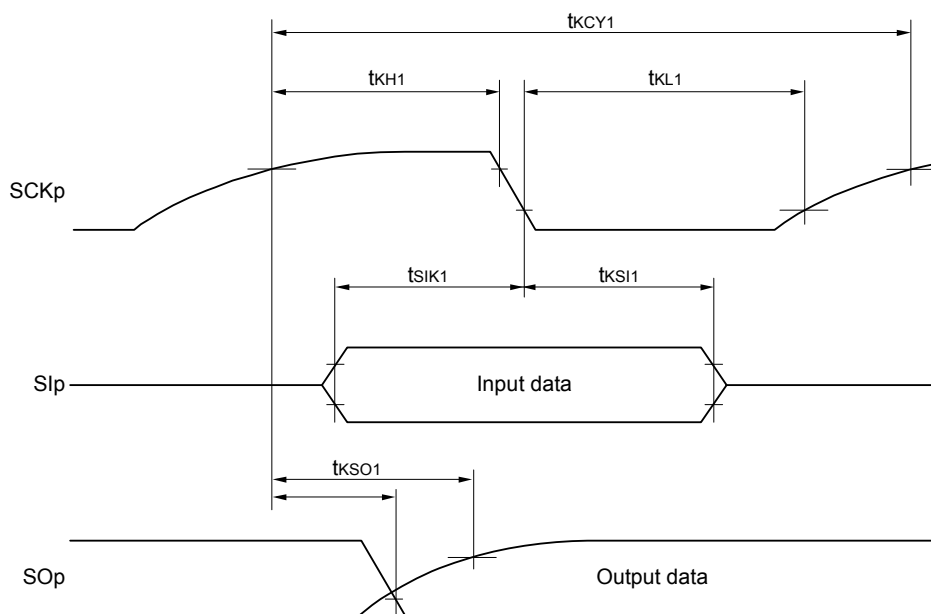 tKCY1
tKH1
tKL1
SCKp
tSIK1
tKSI1
SIp
Input data
tKSO1
SOp
Output data